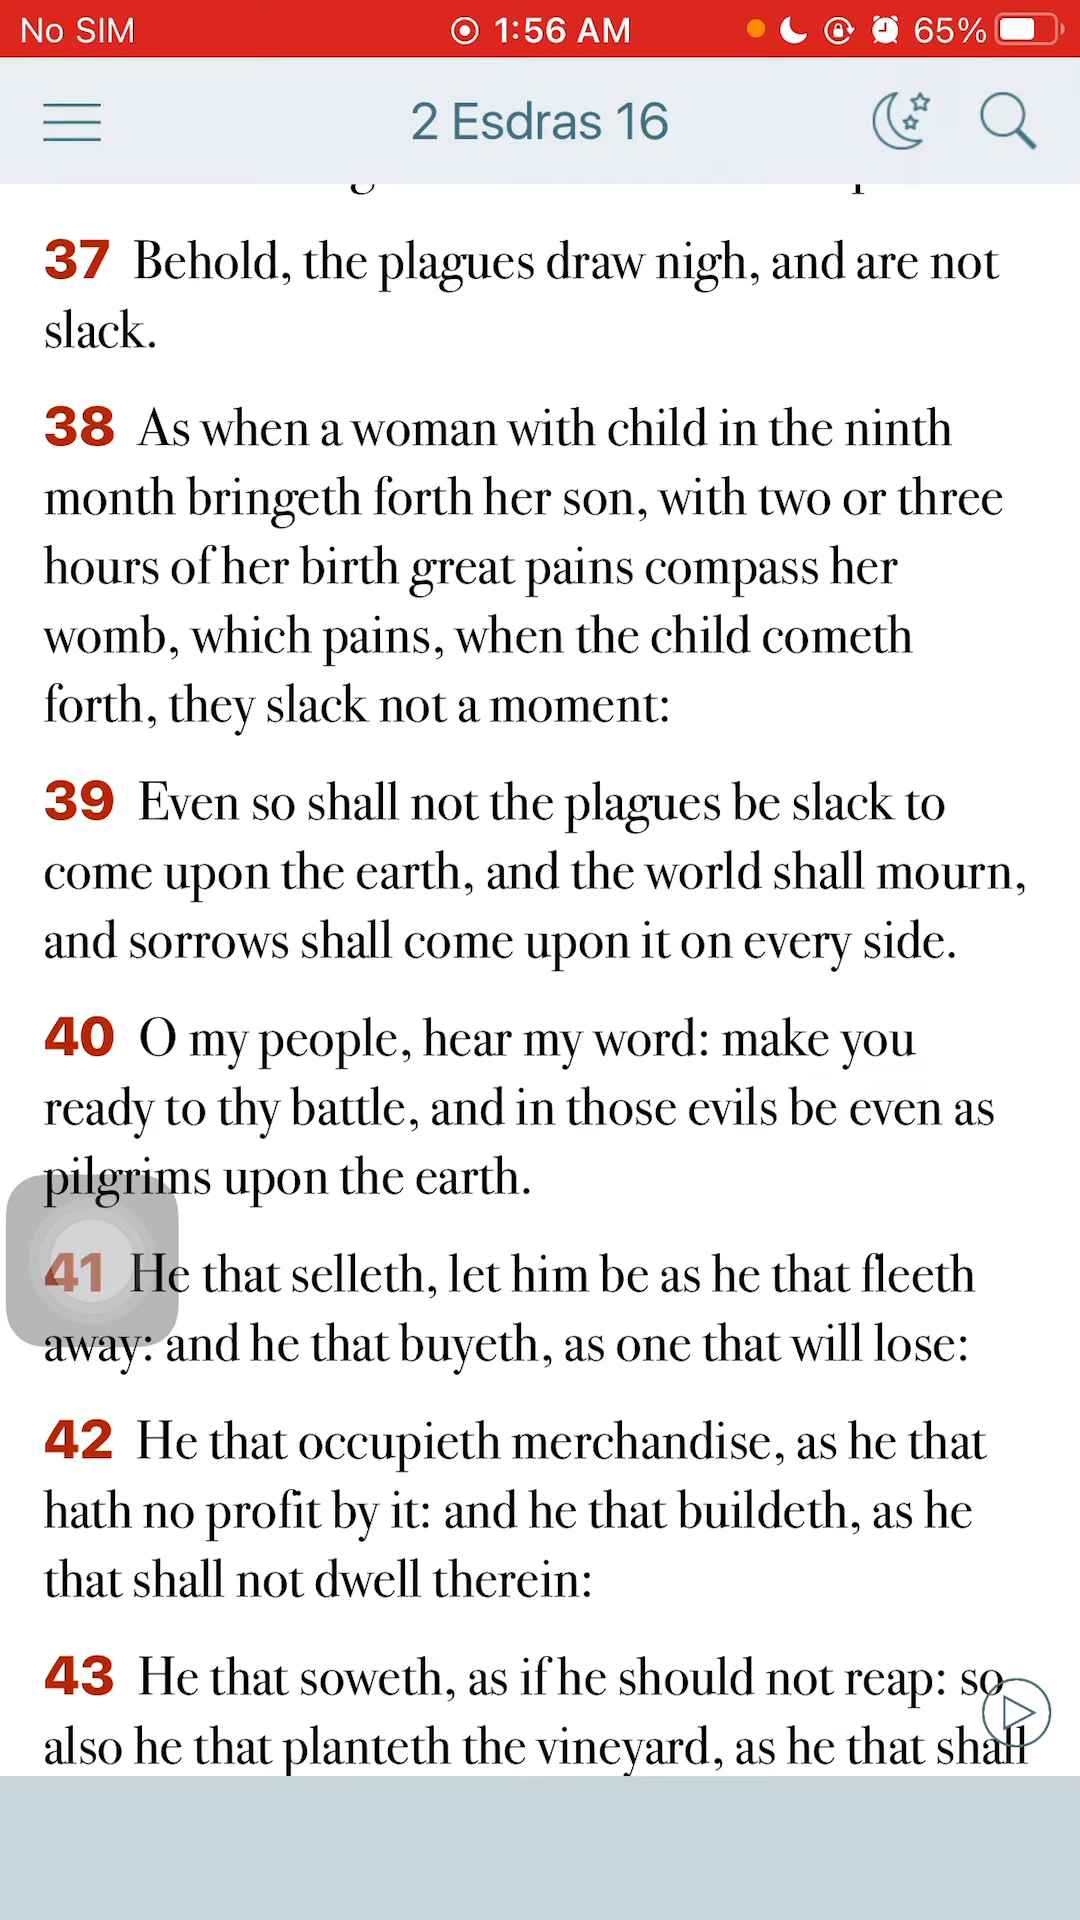 No SIM 1:56 AM 65%
2 Esdras 16
37 Behold, the plagues draw nigh, and are not
slack.
38 As when a woman with child in the ninth
month bringeth forth her son, with two or three
hours of her birth great pains compass her
womb, which pains, when the child cometh
forth, they slack not a moment:
39 Even so shall not the plagues be slack to
come upon the earth, and the world shall mourn,
and sorrows shall come upon it on every side.
40 O my people, hear my word: make you
ready to thy battle, and in those evils be even as
pilgrims upon the earth.
41 He that selleth, let him be as he that fleeth
away: and he that buyeth, as one that will lose:
42 He that occupieth merchandise, as he that
hath no profit by it: and he that buildeth, as he
that shall not dwell therein:
43 He that soweth, as if he should not reap: so
also he that planteth the vineyard, as he that shall